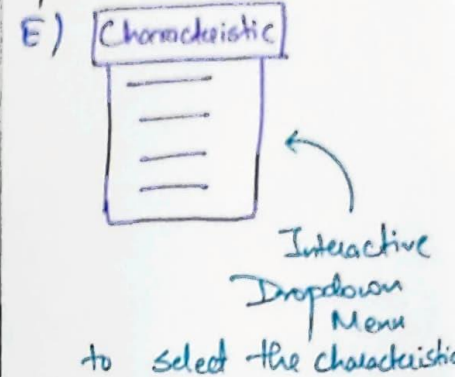 E) Characteristic
Interactive
Dropdown
Menu
to select the characteristic